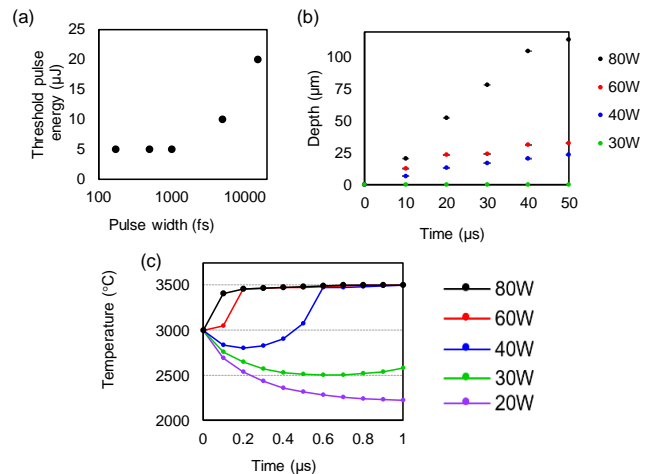 (a)
Threshold pulse
energy (µJ)
25
20
15
10
5
0
100
1000
10000
Pulse width (fs)
(b)
Depth (µm)
100
75
50
25
0
0
10
20
30
40
50
Time (µs)
80W
60W
40W
30W
(c)
Temperature (°C)
4000
3500
3000
2500
2000
0
0.2
0.4
0.6
0.8
1
Time (µs)
80W
60W
40W
30W
20W